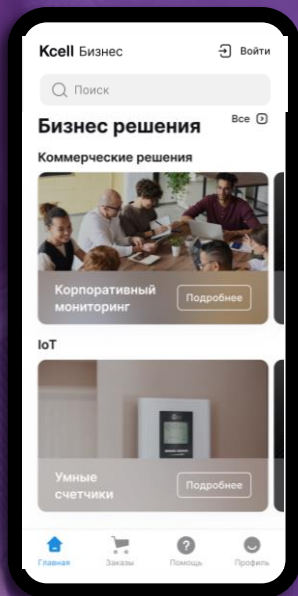 Kcell Бизнес
Войти
Поиск
Бизнес решения
Все
Коммерческие решения
Корпоративный
мониторинг
Подробнее
IoT
Умные
счетчики
Подробнее
Главная
Заказы
Помощь
Профиль